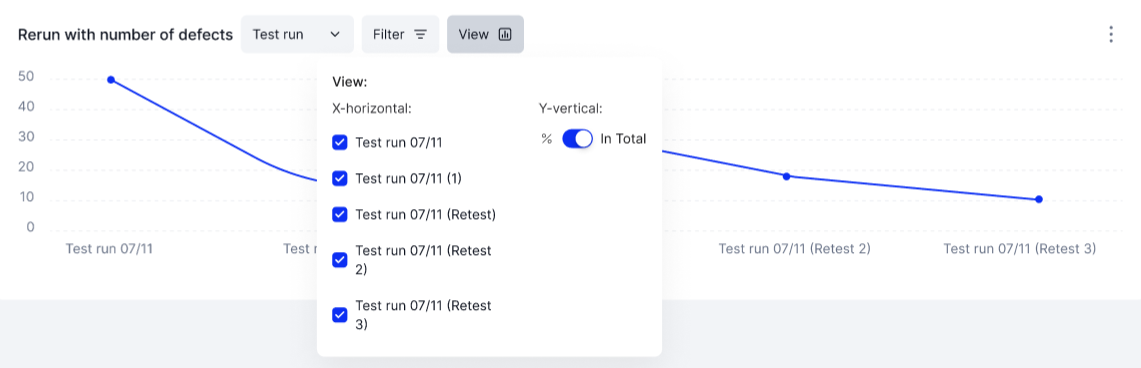 Rerun with number of defects
Test run
Filter
View
50
40
30
20
10
0
View:
X-horizontal:
Test run 07/11
Test run 07/11 (1)
Test run 07/11 (Retest)
Test run 07/11 (Retest
2)
Test run 07/11 (Retest
3)
Y-vertical:
%
In Total
Test run 07/11
Test
Test run 07/11 (Retest 2)
Test run 07/11 (Retest 3)